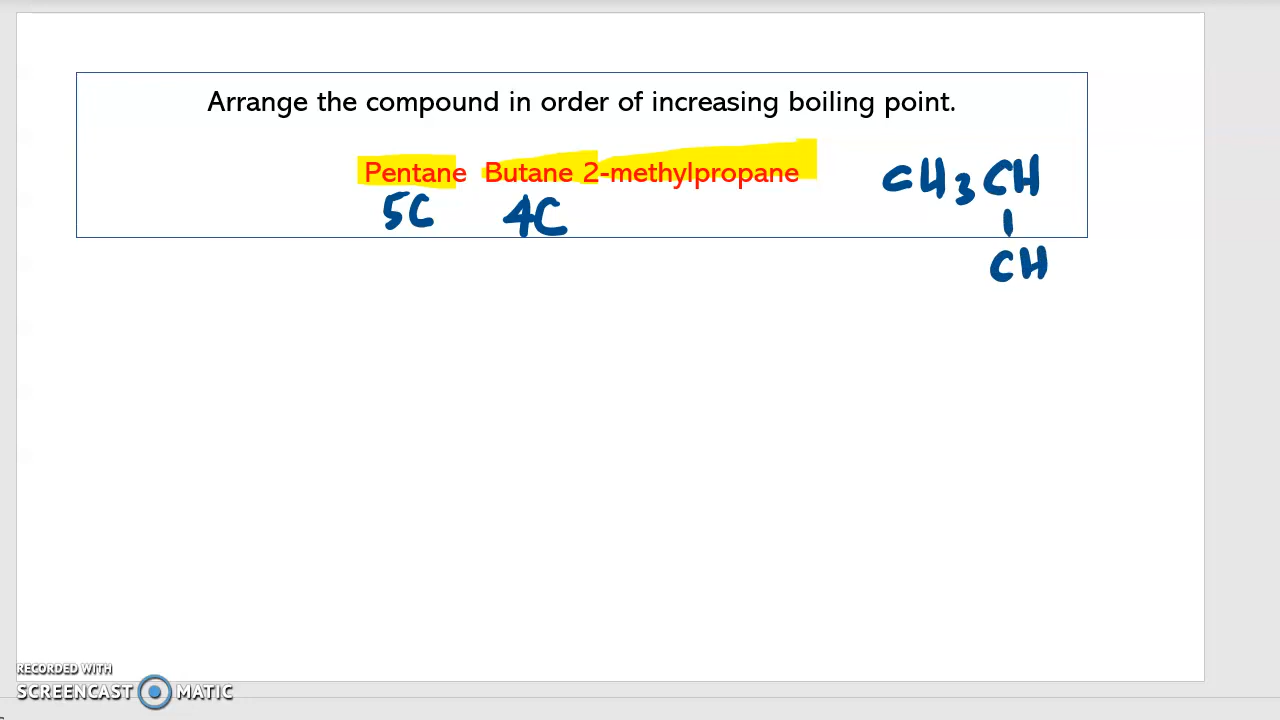 Arrange the compound in order of increasing boiling point.
Pentane Butane 2-methylpropane
5C 4C
CH3CH
CH
RECORDED WITH
SCREENCAST MATIC